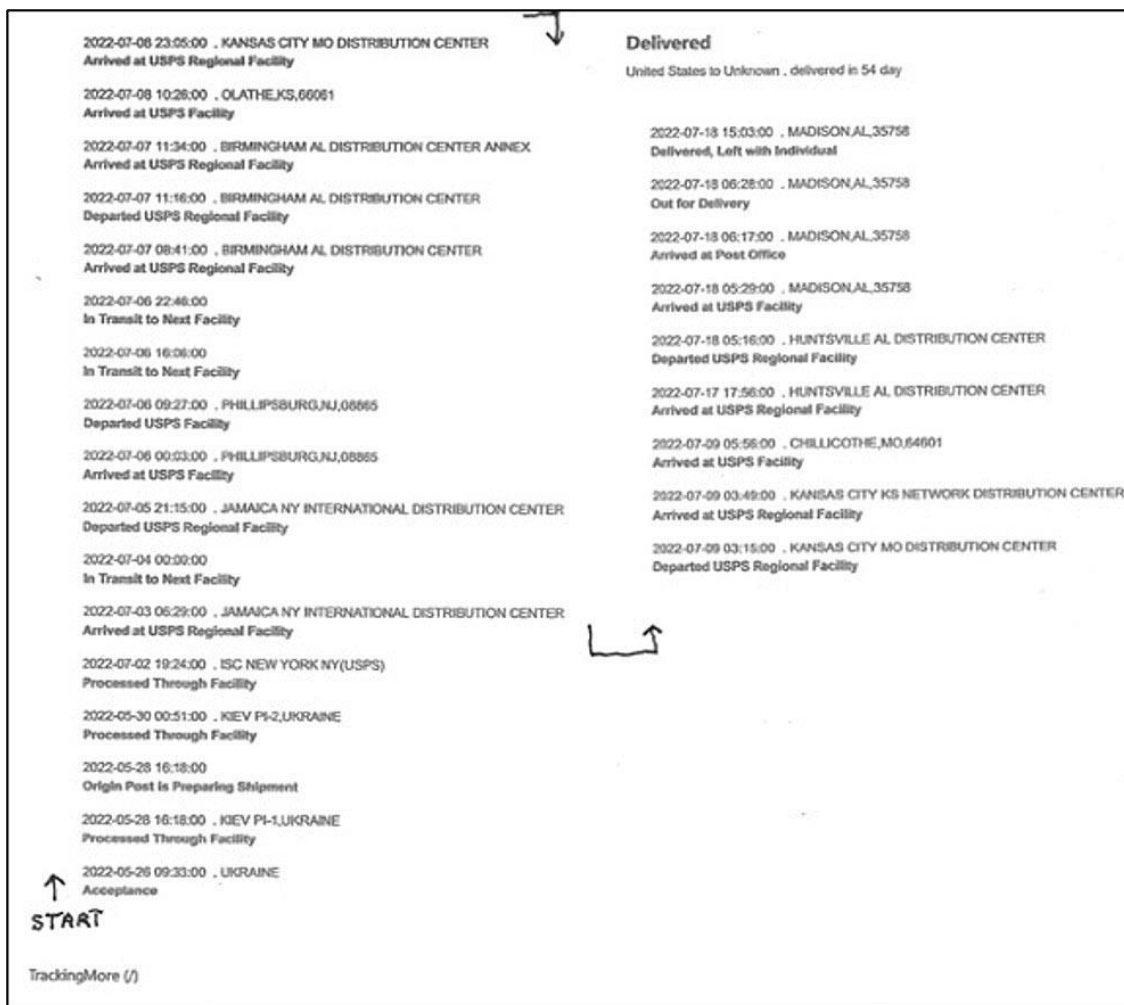 2022-07-08 23:05:00 . KANSAS CITY MO DISTRIBUTION CENTER
Arrived at USPS Regional Facility
2022-07-08 10:26:00 . OLATHE,KS,66061
Arrived at USPS Facility
2022-07-07 11:34:00 . BIRMINGHAM AL DISTRIBUTION CENTER ANNEX
Arrived at USPS Regional Facility
2022-07-07 11:16:00 . BIRMINGHAM AL DISTRIBUTION CENTER
Departed USPS Regional Facility
2022-07-07 08:41:00 . BIRMINGHAM AL DISTRIBUTION CENTER
Arrived at USPS Regional Facility
2022-07-06 22:46:00
In Transit to Next Facility
2022-07-06 16:06:00
In Transit to Next Facility
2022-07-06 09:27:00 . PHILLIPSBURG,NJ,08865
Departed USPS Facility
2022-07-06 00:03:00 . PHILLIPSBURG,NJ,08865
Arrived at USPS Facility
2022-07-05 21:15:00 . JAMAICA NY INTERNATIONAL DISTRIBUTION CENTER
Departed USPS Regional Facility
2022-07-04 00:00:00
In Transit to Next Facility
2022-07-03 06:29:00 . JAMAICA NY INTERNATIONAL DISTRIBUTION CENTER
Arrived at USPS Regional Facility
2022-07-02 19:24:00 . ISC NEW YORK NY(USPS)
Processed Through Facility
2022-05-30 00:51:00 . KIEV PI-2,UKRAINE
Processed Through Facility
2022-05-28 16:18:00
Origin Post is Preparing Shipment
2022-05-28 16:18:00 . KIEV PI-1,UKRAINE
Processed Through Facility
2022-05-26 09:33:00 . UKRAINE
Acceptance
START
TrackingMore (/)
Delivered
United States to Unknown . delivered in 54 day
2022-07-18 15:03:00 . MADISON,AL,35758
Delivered, Left with Individual
2022-07-18 06:28:00 . MADISON,AL,35758
Out for Delivery
2022-07-18 06:17:00 . MADISON,AL,35758
Arrived at Post Office
2022-07-18 05:29:00 . MADISON,AL,35758
Arrived at USPS Facility
2022-07-18 05:16:00 . HUNTSVILLE AL DISTRIBUTION CENTER
Departed USPS Regional Facility
2022-07-17 17:56:00 . HUNTSVILLE AL DISTRIBUTION CENTER
Arrived at USPS Regional Facility
2022-07-09 05:56:00 . CHILLICOTHE,MO,64601
Arrived at USPS Facility
2022-07-09 03:49:00 . KANSAS CITY KS NETWORK DISTRIBUTION CENTER
Arrived at USPS Regional Facility
2022-07-09 03:15:00 . KANSAS CITY MO DISTRIBUTION CENTER
Departed USPS Regional Facility